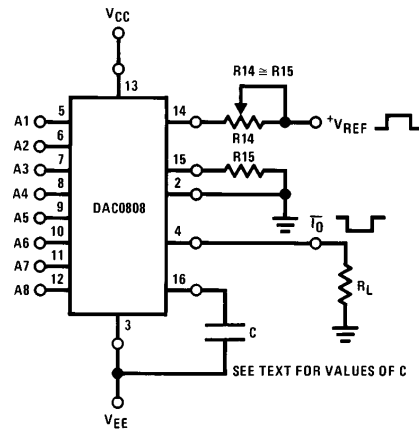 VCC
13
R14 ≅ R15
A1 5
14
R14
+VREF
A2 6
A3 7
15
R15
A4 8
2
DAC0808
A5 9
4
I̅O̅
A6 10
A7 11
16
RL
A8 12
C
3
SEE TEXT FOR VALUES OF C
VEE